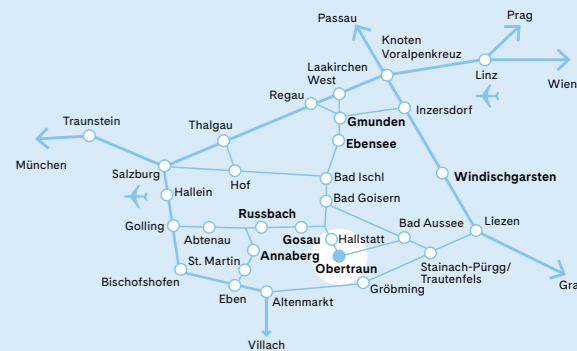 Passau
Prag
Knoten
Voralpenkreuz
Laakirchen
West
Linz
Wien
Regau
Inzersdorf
Traunstein
Thalgau
Gmunden
Ebensee
München
Salzburg
Hof
Bad Ischl
Windischgarsten
Hallein
Bad Goisern
Russbach
Golling
Bad Aussee
Liezen
Abtenau
Gosau
Hallstatt
St. Martin
Annaberg
Obertraun
Stainach-Pürgg/
Trautenfels
Bischofshofen
Eben
Altenmarkt
Gröbming
Gra
Villach